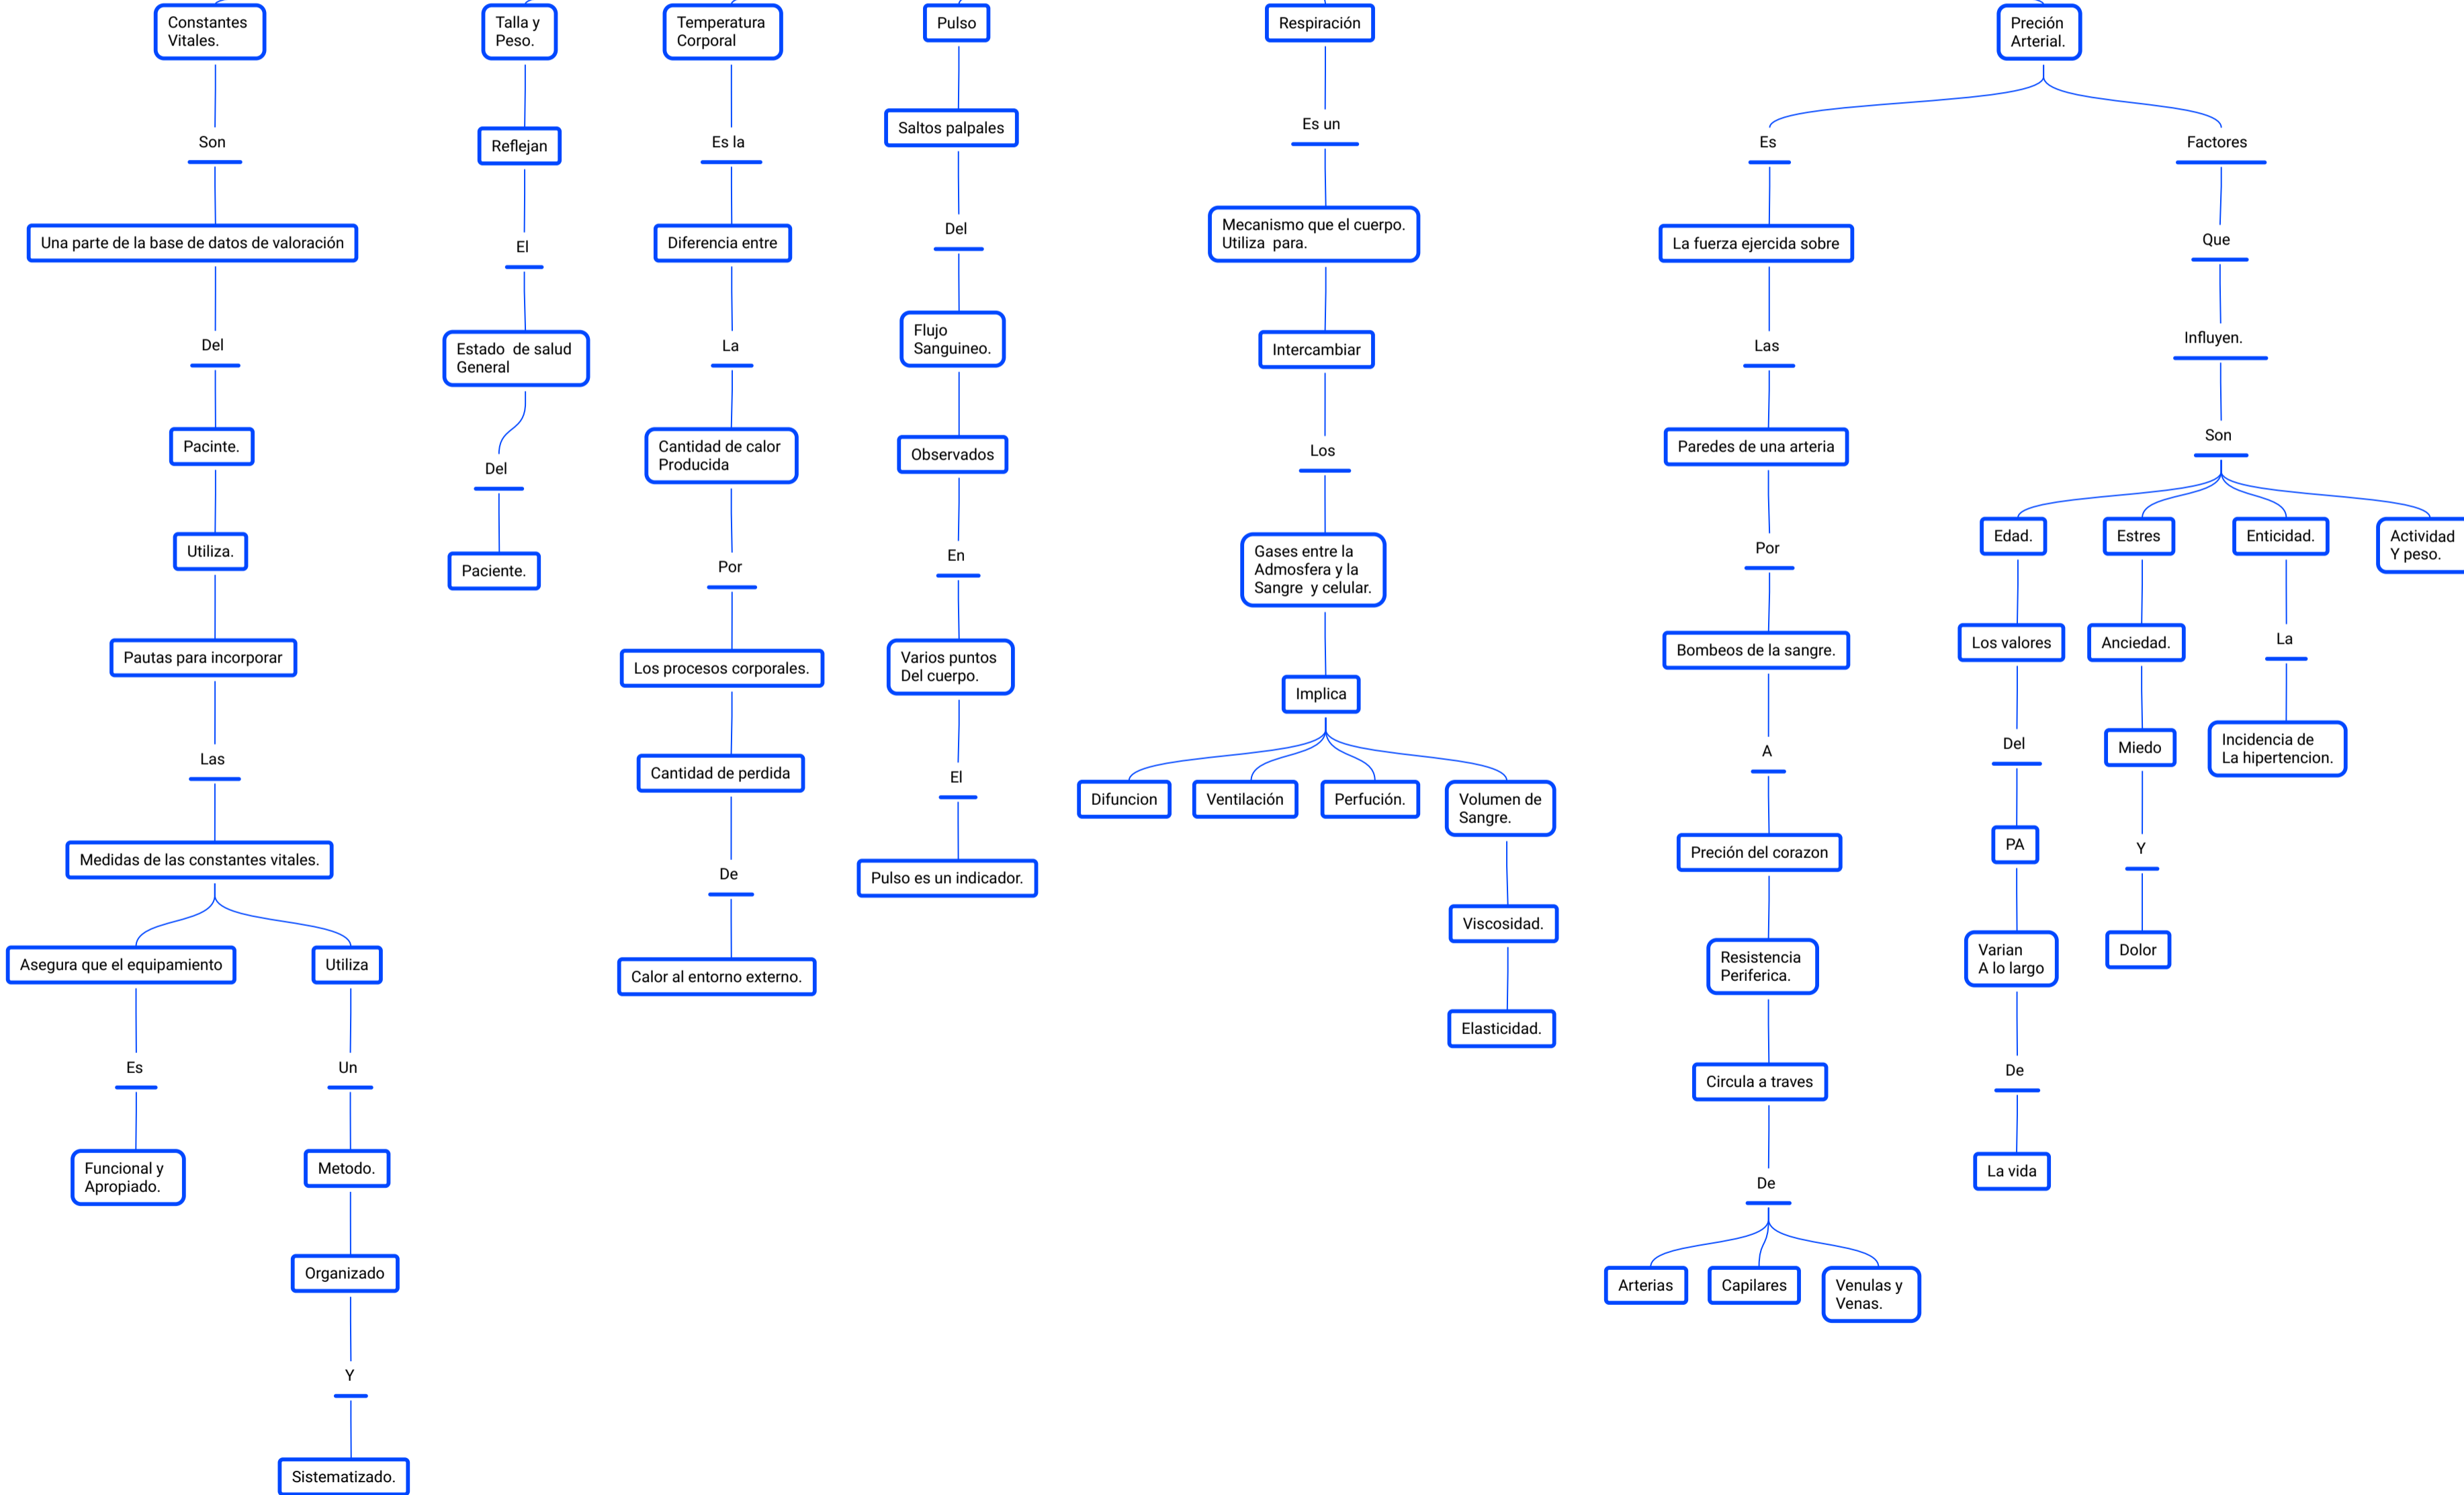 Constantes
Vitales.
Son
Una parte de la base de datos de valoración
Del
Pacinte.
Utiliza.
Pautas para incorporar
Las
Medidas de las constantes vitales.
Asegura que el equipamiento
Es
Funcional y
Apropiado.
Utiliza
Un
Metodo.
Organizado
Y
Sistematizado.
Talla y
Peso.
Reflejan
El
Estado  de salud
General
Del
Paciente.
Temperatura
Corporal
Es la
Diferencia entre
La
Cantidad de calor
Producida
Por
Los procesos corporales.
Cantidad de perdida
De
Calor al entorno externo.
Pulso
Saltos palpales
Del
Flujo
Sanguineo.
Observados
En
Varios puntos
Del cuerpo.
El
Pulso es un indicador.
Respiración
Es un
Mecanismo que el cuerpo.
Utiliza  para.
Intercambiar
Los
Gases entre la
Admosfera y la
Sangre  y celular.
Implica
Difuncion
Ventilación
Perfución.
Volumen de
Sangre.
Viscosidad.
Elasticidad.
Preción
Arterial.
Es
La fuerza ejercida sobre
Las
Paredes de una arteria
Por
Bombeos de la sangre.
A
Preción del corazon
Resistencia
Periferica.
Circula a traves
De
Arterias
Capilares
Venulas y
Venas.
Factores
Que
Influyen.
Son
Edad.
Los valores
Del
PA
Varian
A lo largo
De
La vida
Estres
Anciedad.
Miedo
Y
Dolor
Enticidad.
La
Incidencia de
La hipertencion.
Actividad
Y peso.